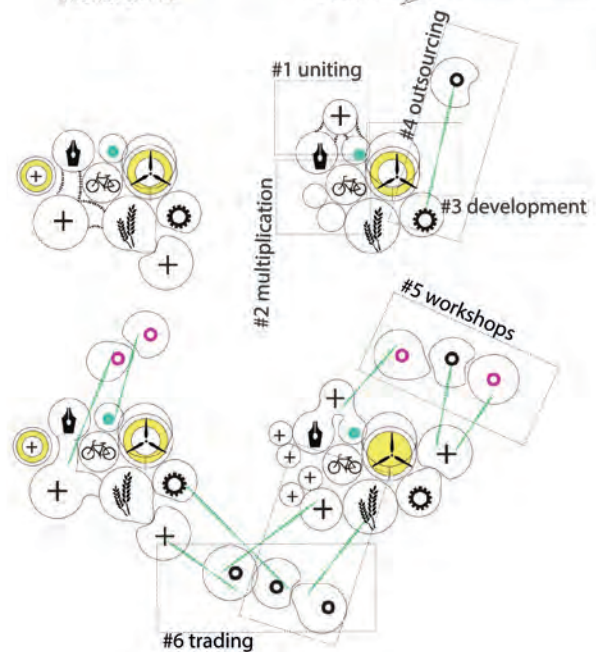 #1 uniting
#4 outsourcing
#2 multiplication
#3 development
#5 workshops
#6 trading